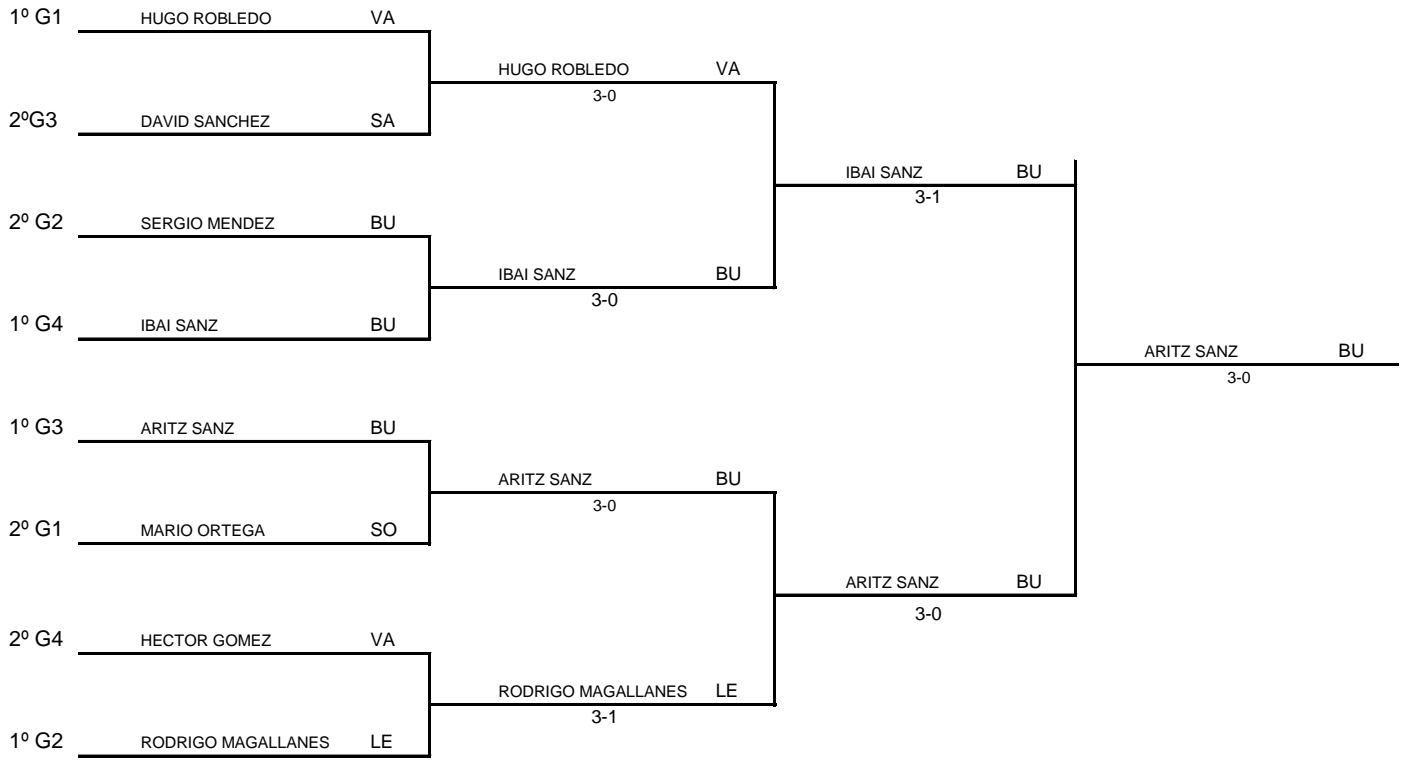 1º G1 HUGO ROBLEDO VA
HUGO ROBLEDO VA
3-0
2ºG3 DAVID SANCHEZ SA
IBAI SANZ BU
3-1
2º G2 SERGIO MENDEZ BU
IBAI SANZ BU
3-0
1º G4 IBAI SANZ BU
ARITZ SANZ BU
3-0
1º G3 ARITZ SANZ BU
ARITZ SANZ BU
3-0
2º G1 MARIO ORTEGA SO
ARITZ SANZ BU
3-0
2º G4 HECTOR GOMEZ VA
RODRIGO MAGALLANES LE
3-1
1º G2 RODRIGO MAGALLANES LE